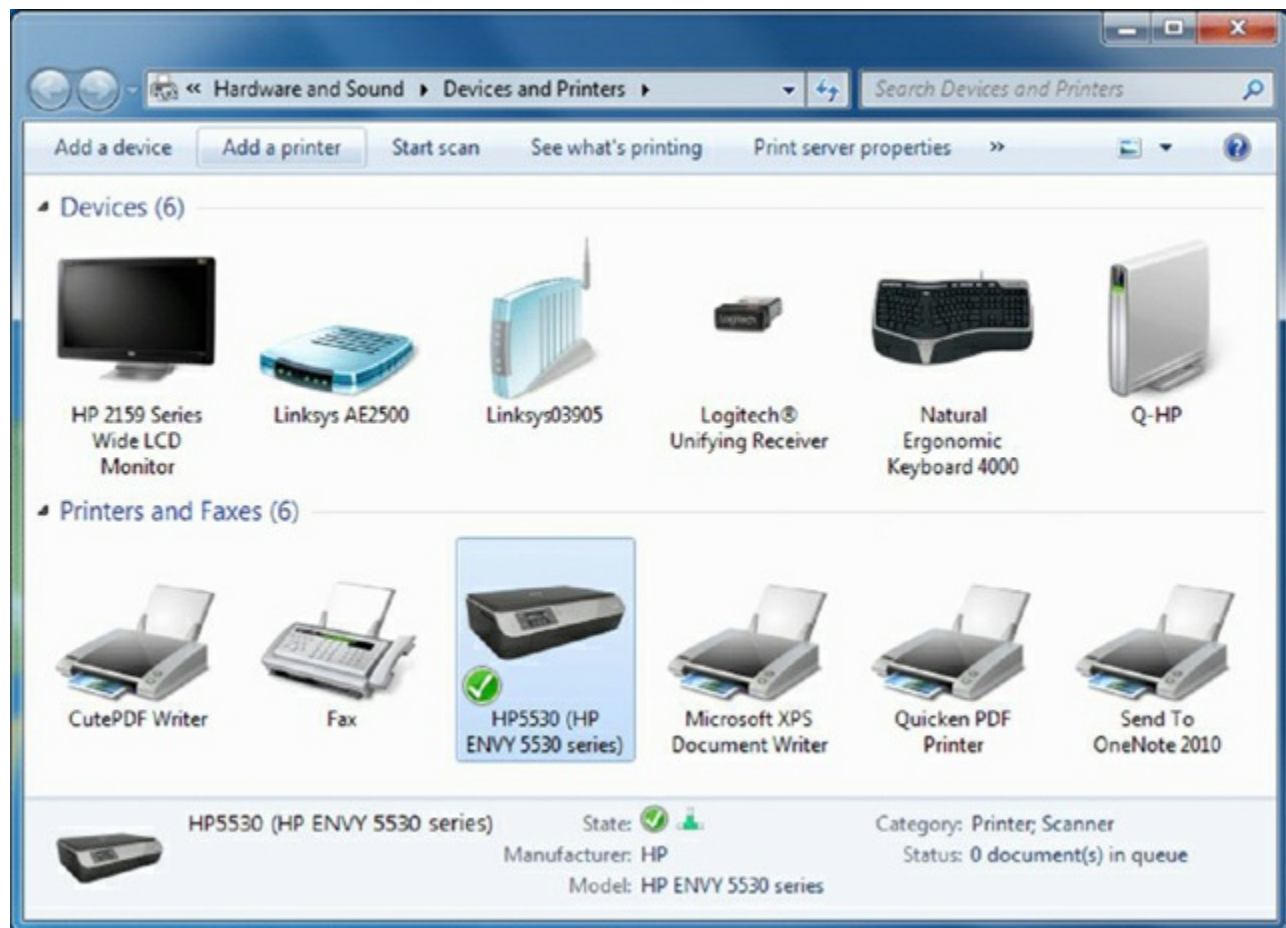 « Hardware and Sound ▸ Devices and Printers ▸
Search Devices and Printers
Add a device Add a printer Start scan See what's printing Print server properties »
Devices (6)
HP 2159 Series
Wide LCD
Monitor
Linksys AE2500
Linksys03905
Logitech
Logitech®
Unifying Receiver
Natural
Ergonomic
Keyboard 4000
Q-HP
Printers and Faxes (6)
CutePDF Writer
Fax
HP5530 (HP
ENVY 5530 series)
Microsoft XPS
Document Writer
Quicken PDF
Printer
Send To
OneNote 2010
HP5530 (HP ENVY 5530 series)
State:
Manufacturer: HP
Model: HP ENVY 5530 series
Category: Printer; Scanner
Status: 0 document(s) in queue